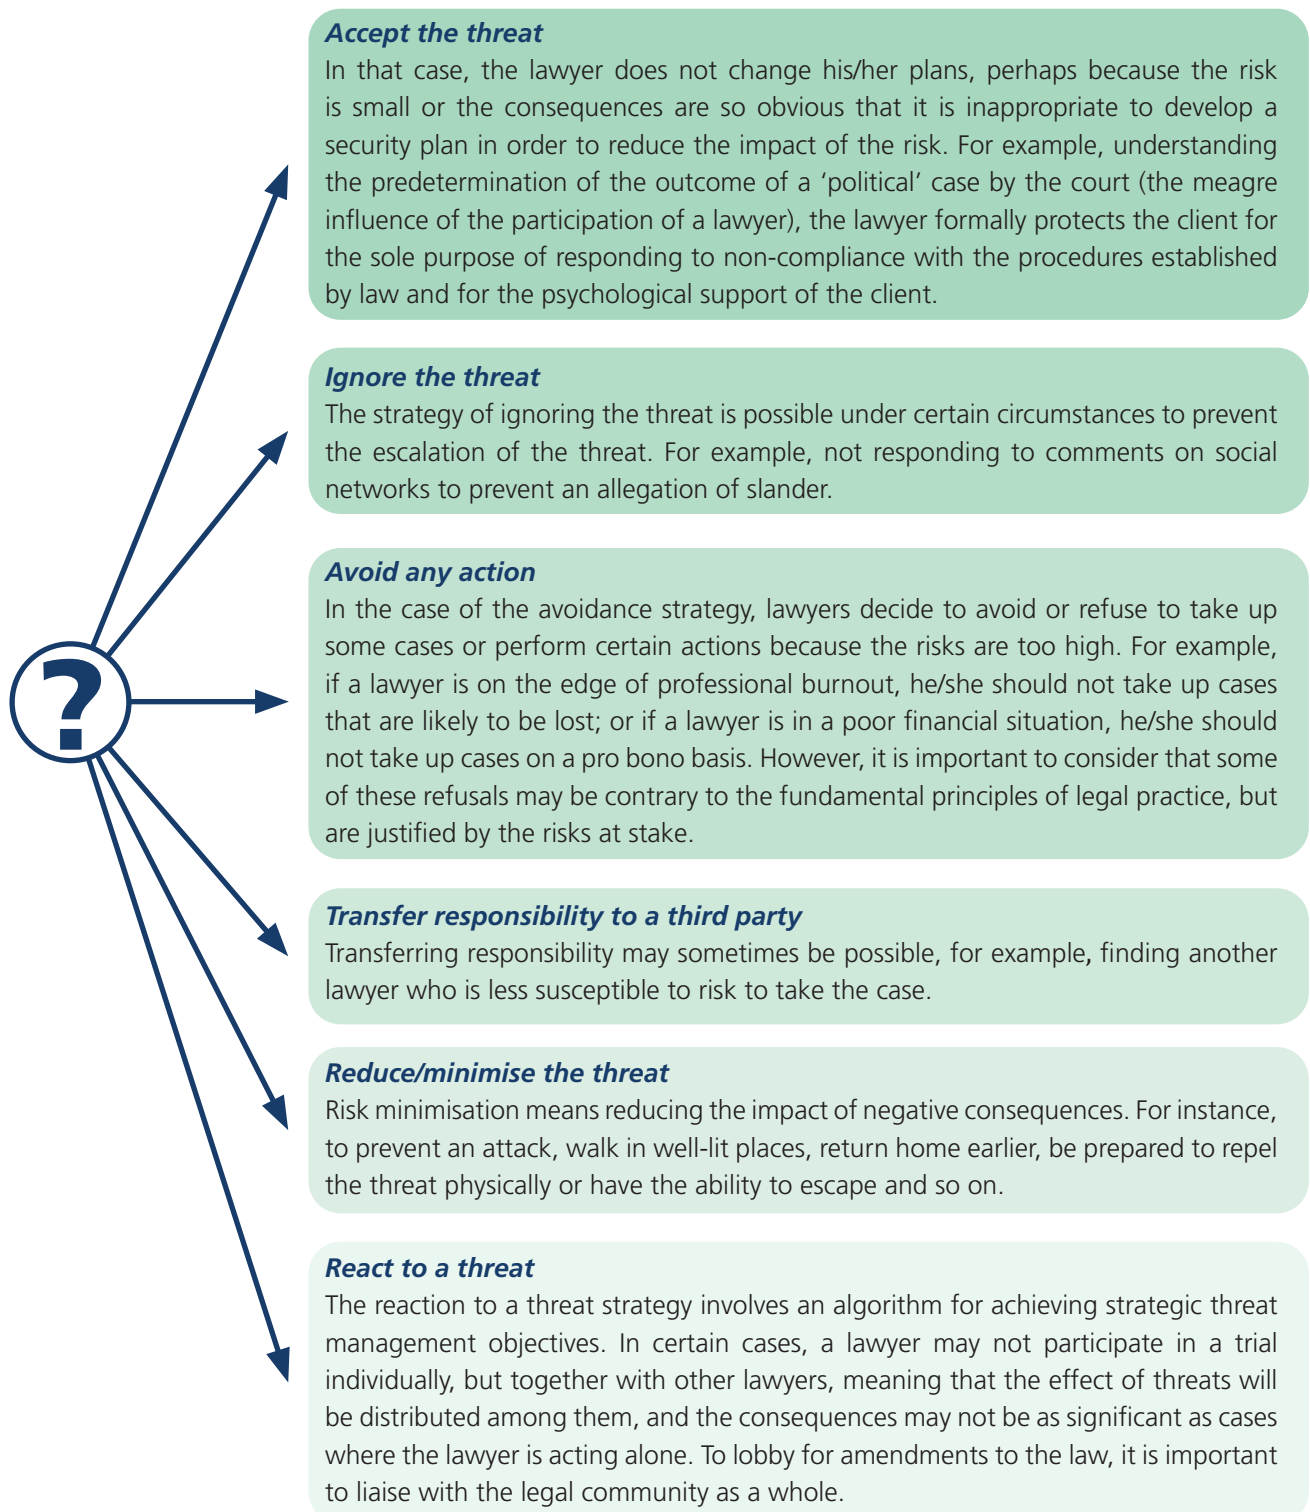 Accept the threat
In that case, the lawyer does not change his/her plans, perhaps because the risk
is small or the consequences are so obvious that it is inappropriate to develop a
security plan in order to reduce the impact of the risk. For example, understanding
the predetermination of the outcome of a ‘political’ case by the court (the meagre
influence of the participation of a lawyer), the lawyer formally protects the client for
the sole purpose of responding to non-compliance with the procedures established
by law and for the psychological support of the client.
Ignore the threat
The strategy of ignoring the threat is possible under certain circumstances to prevent
the escalation of the threat. For example, not responding to comments on social
networks to prevent an allegation of slander.
Avoid any action
In the case of the avoidance strategy, lawyers decide to avoid or refuse to take up
some cases or perform certain actions because the risks are too high. For example,
if a lawyer is on the edge of professional burnout, he/she should not take up cases
that are likely to be lost; or if a lawyer is in a poor financial situation, he/she should
not take up cases on a pro bono basis. However, it is important to consider that some
of these refusals may be contrary to the fundamental principles of legal practice, but
are justified by the risks at stake.
?
Transfer responsibility to a third party
Transferring responsibility may sometimes be possible, for example, finding another
lawyer who is less susceptible to risk to take the case.
Reduce/minimise the threat
Risk minimisation means reducing the impact of negative consequences. For instance,
to prevent an attack, walk in well-lit places, return home earlier, be prepared to repel
the threat physically or have the ability to escape and so on.
React to a threat
The reaction to a threat strategy involves an algorithm for achieving strategic threat
management objectives. In certain cases, a lawyer may not participate in a trial
individually, but together with other lawyers, meaning that the effect of threats will
be distributed among them, and the consequences may not be as significant as cases
where the lawyer is acting alone. To lobby for amendments to the law, it is important
to liaise with the legal community as a whole.